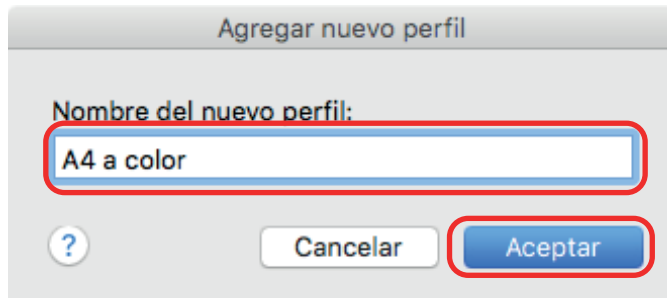 Agregar nuevo perfil
Nombre del nuevo perfil:
A4 a color
? Cancelar Aceptar